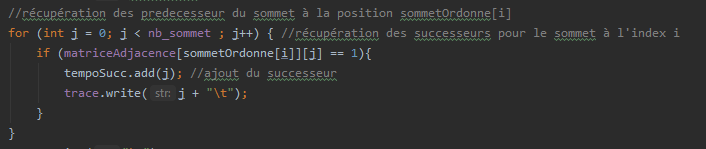 //récupération des predecesseur du sommet à la position sommetOrdonne[i]
for (int j = 0; j < nb_sommet ; j++) { //récupération des successeurs pour le sommet à l'index i
if (matriceAdjacence[sommetOrdonne[i]][j] == 1){
tempoSucc.add(j); //ajout du successeur
trace.write( str: j + "\t");
}
}